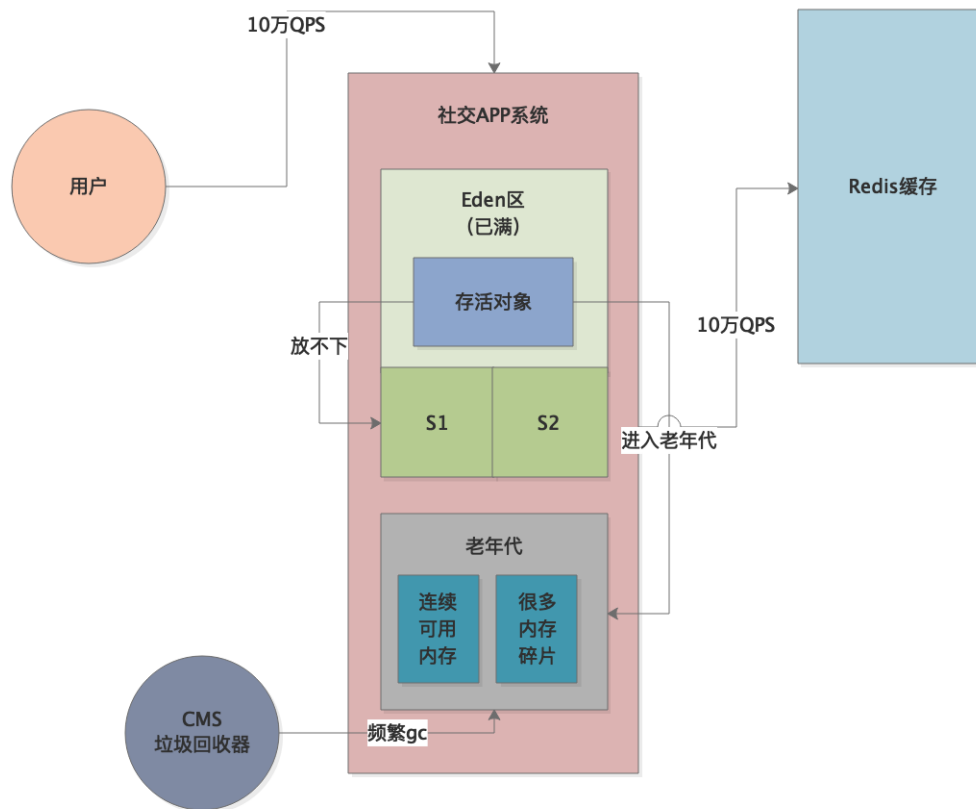 10万QPS
社交APP系统
用户
Eden区
（已满）
Redis缓存
存活对象
放不下
10万QPS
S1
S2
进入老年代
老年代
连续
可用
内存
很多
内存
碎片
CMS
垃圾回收器
频繁gc